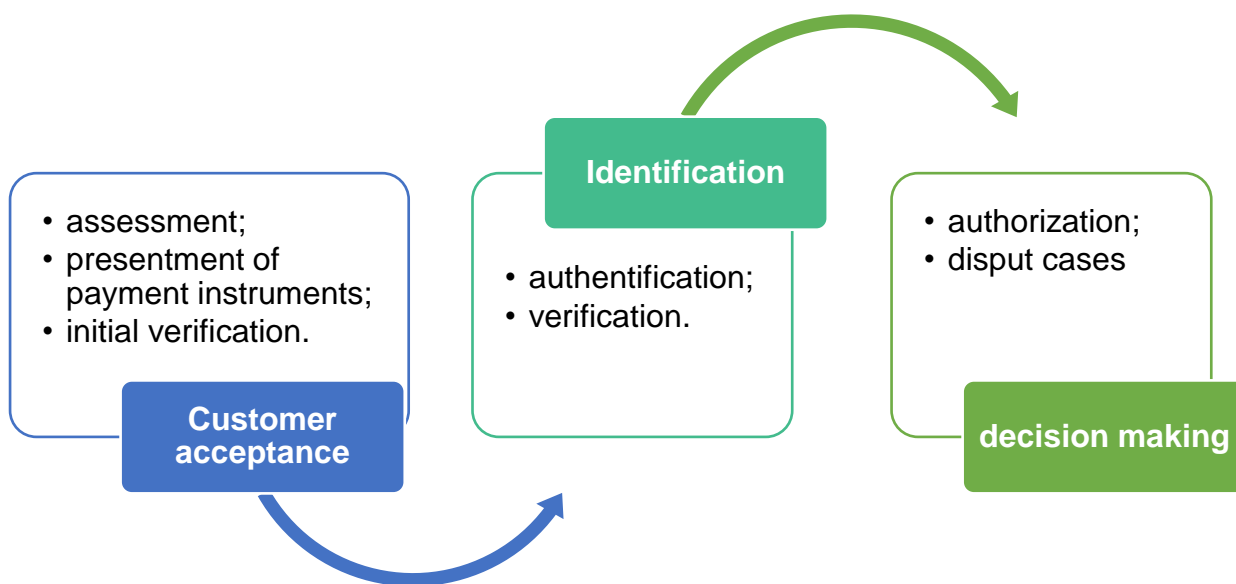 • assessment;
• presentment of
payment instruments;
• initial verification.
Customer
acceptance
Identification
• authentification;
• verification.
• authorization;
• disput cases
decision making